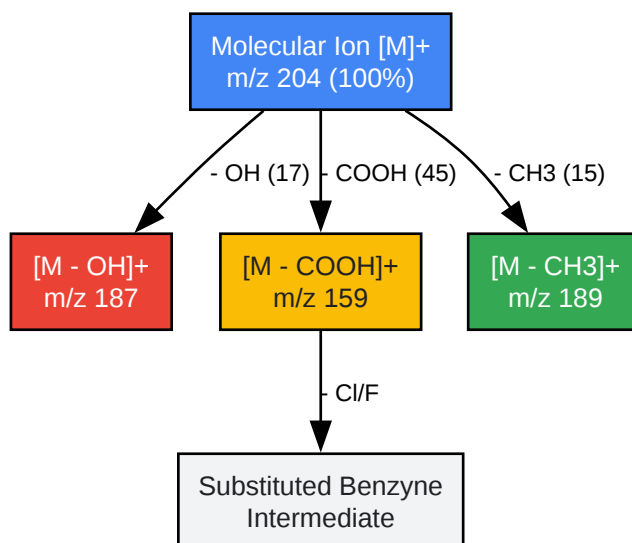 Molecular Ion [M]+
m/z 204 (100%)
- OH (17)
- COOH (45)
- CH3 (15)
[M - OH]+
m/z 187
[M - COOH]+
m/z 159
[M - CH3]+
m/z 189
- Cl/F
Substituted Benzyne
Intermediate